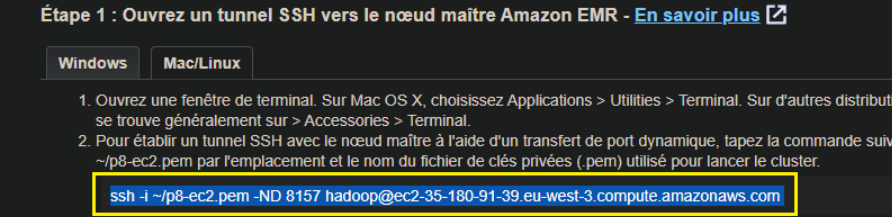 Étape 1 : Ouvrez un tunnel SSH vers le nœud maître Amazon EMR - En savoir plus
Windows
Mac/Linux
1. Ouvrez une fenêtre de terminal. Sur Mac OS X, choisissez Applications > Utilities > Terminal. Sur d'autres
se trouve généralement sur > Accessories > Terminal.
2. Pour établir un tunnel SSH avec le nœud maître à l'aide d'un transfert de port dynamique, tapez la commande
~/p8-ec2.pem par l'emplacement et le nom du fichier de clés privées (.pem) utilisé pour lancer le cluster.
ssh -i ~/p8-ec2.pem -ND 8157 hadoop@ec2-35-180-91-39.eu-west-3.compute.amazonaws.com